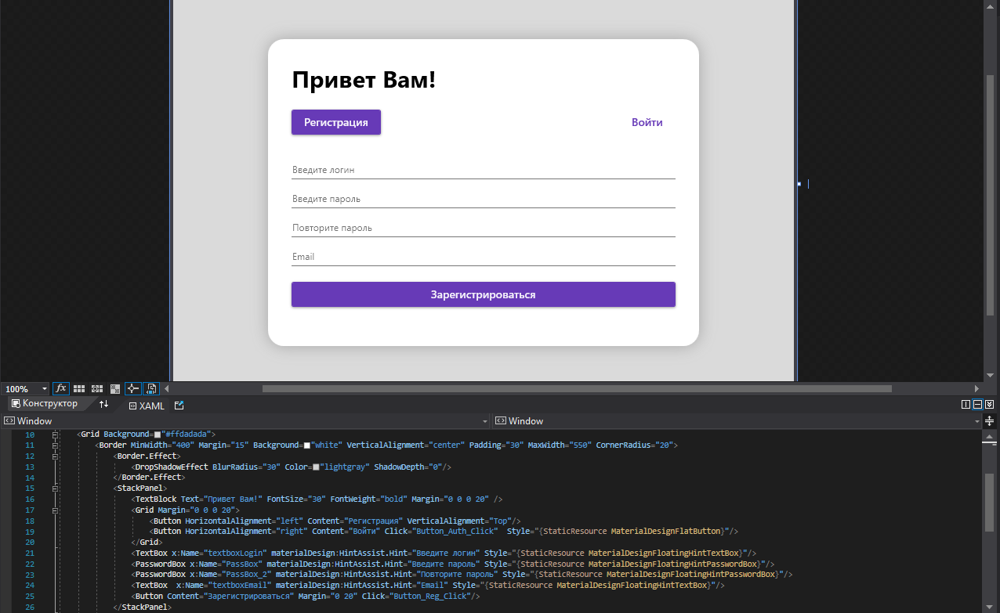 Привет Вам!
Регистрация Войти
Введите логин
Введите пароль
Повторите пароль
Email
Зарегистрироваться
100% fx
Конструктор XAML
Window Window
10 <Grid Background="#ffdadada">
11 <Border MinWidth="400" Margin="15" Background="white" VerticalAlignment="center" Padding="30" MaxWidth="550" CornerRadius="20">
12 <Border.Effect>
13 <DropShadowEffect BlurRadius="30" Color="lightgray" ShadowDepth="0"/>
14 </Border.Effect>
15 <StackPanel>
16 <TextBlock Text="Привет Вам!" FontSize="30" FontWeight="bold" Margin="0 0 0 20" />
17 <Grid Margin="0 0 0 20">
18 <Button HorizontalAlignment="left" Content="Регистрация" VerticalAlignment="Top"/>
19 <Button HorizontalAlignment="right" Content="Войти" Click="Button_Auth_Click"  Style="{StaticResource MaterialDesignFlatButton}"/>
20 </Grid>
21 <TextBox x:Name="textboxLogin" materialDesign:HintAssist.Hint="Введите логин" Style="{StaticResource MaterialDesignFloatingHintTextBox}"/>
22 <PasswordBox x:Name="PassBox" materialDesign:HintAssist.Hint="Введите пароль" Style="{StaticResource MaterialDesignFloatingHintPasswordBox}"/>
23 <PasswordBox x:Name="PassBox_2" materialDesign:HintAssist.Hint="Повторите пароль" Style="{StaticResource MaterialDesignFloatingHintPasswordBox}"/>
24 <TextBox  x:Name="textboxEmail" materialDesign:HintAssist.Hint="Email" Style="{StaticResource MaterialDesignFloatingHintTextBox}"/>
25 <Button Content="Зарегистрироваться" Margin="0 20" Click="Button_Reg_Click"/>
26 </StackPanel>